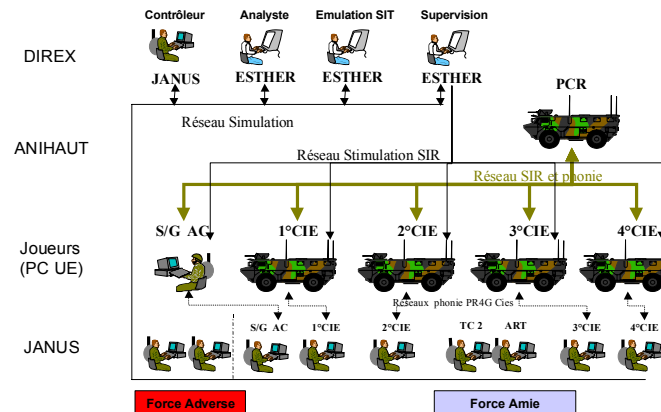 Contrôleur Analyste Emulation SIT Supervision
DIREX
JANUS ESTHER ESTHER ESTHER
PCR
Réseau Simulation
ANIHAUT
Réseau Stimulation SIR
Réseau SIR et phonie
S/G AC 1°CIE 2°CIE 3°CIE 4°CIE
Joueurs
(PC UE)
Réseaux phonie PR4G Cies
S/G AC 1°CIE 2°CIE TC 2 ART 3°CIE 4°CIE
JANUS
Force Adverse Force Amie